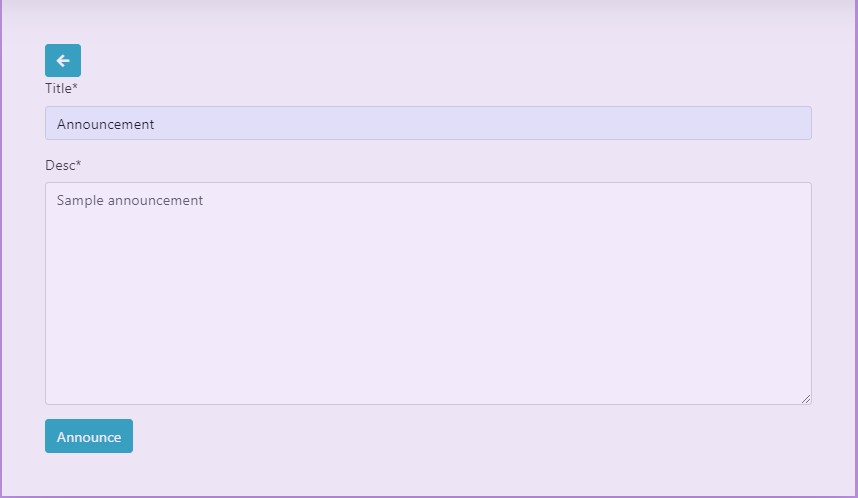 Title*
Announcement
Desc*
Sample announcement
Announce